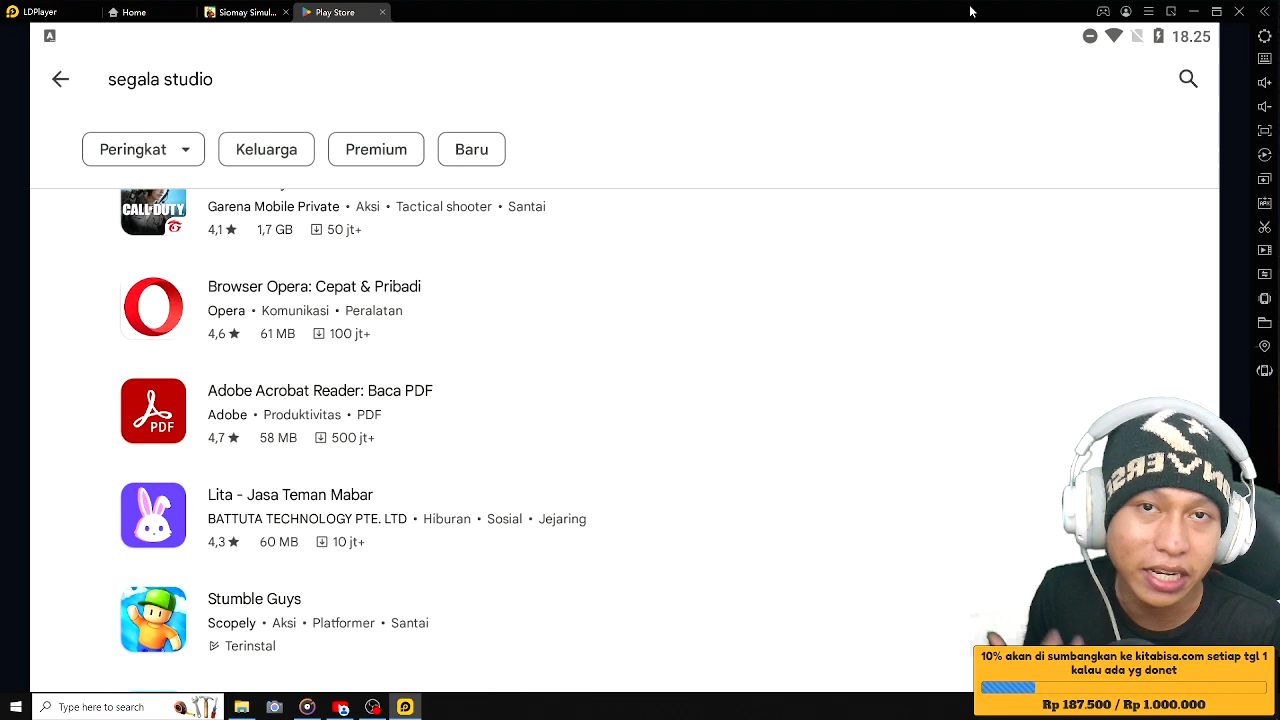 LDPlayer
Home
Siomay Simul...
Play Store
A
18.25
segala studio
Peringkat
Keluarga
Premium
Baru
CALL OF DUTY
Garena Mobile Private • Aksi • Tactical shooter • Santai
4,1 ★ 1,7 GB 50 jt+
Browser Opera: Cepat & Pribadi
Opera • Komunikasi • Peralatan
4,6 ★ 61 MB 100 jt+
Adobe Acrobat Reader: Baca PDF
Adobe • Produktivitas • PDF
4,7 ★ 58 MB 500 jt+
PDF
Lita - Jasa Teman Mabar
BATTUTA TECHNOLOGY PTE. LTD • Hiburan • Sosial • Jejaring
4,3 ★ 60 MB 10 jt+
Stumble Guys
Scopely • Aksi • Platformer • Santai
Terinstal
10% akan di sumbangkan ke kitabisa.com setiap tgl 1
kalau ada yg donet
Rp 187.500 / Rp 1.000.000
Type here to search